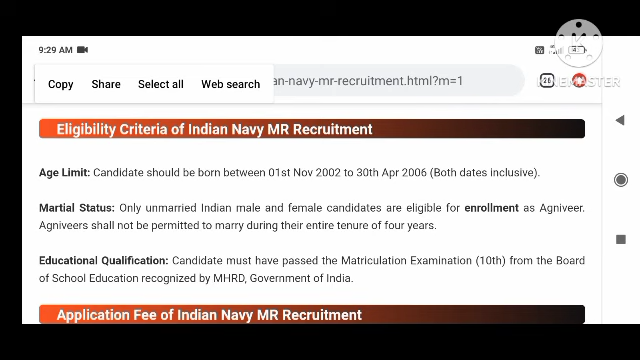 9:29 AM
Copy Share Select all Web search
an-navy-mr-recruitment.html?m=1
KINEMASTER
Eligibility Criteria of Indian Navy MR Recruitment
Age Limit: Candidate should be born between 01st Nov 2002 to 30th Apr 2006 (Both dates inclusive).
Martial Status: Only unmarried Indian male and female candidates are eligible for enrollment as Agniveer.
Agniveers shall not be permitted to marry during their entire tenure of four years.
Educational Qualification: Candidate must have passed the Matriculation Examination (10th) from the Board
of School Education recognized by MHRD, Government of India.
Application Fee of Indian Navy MR Recruitment